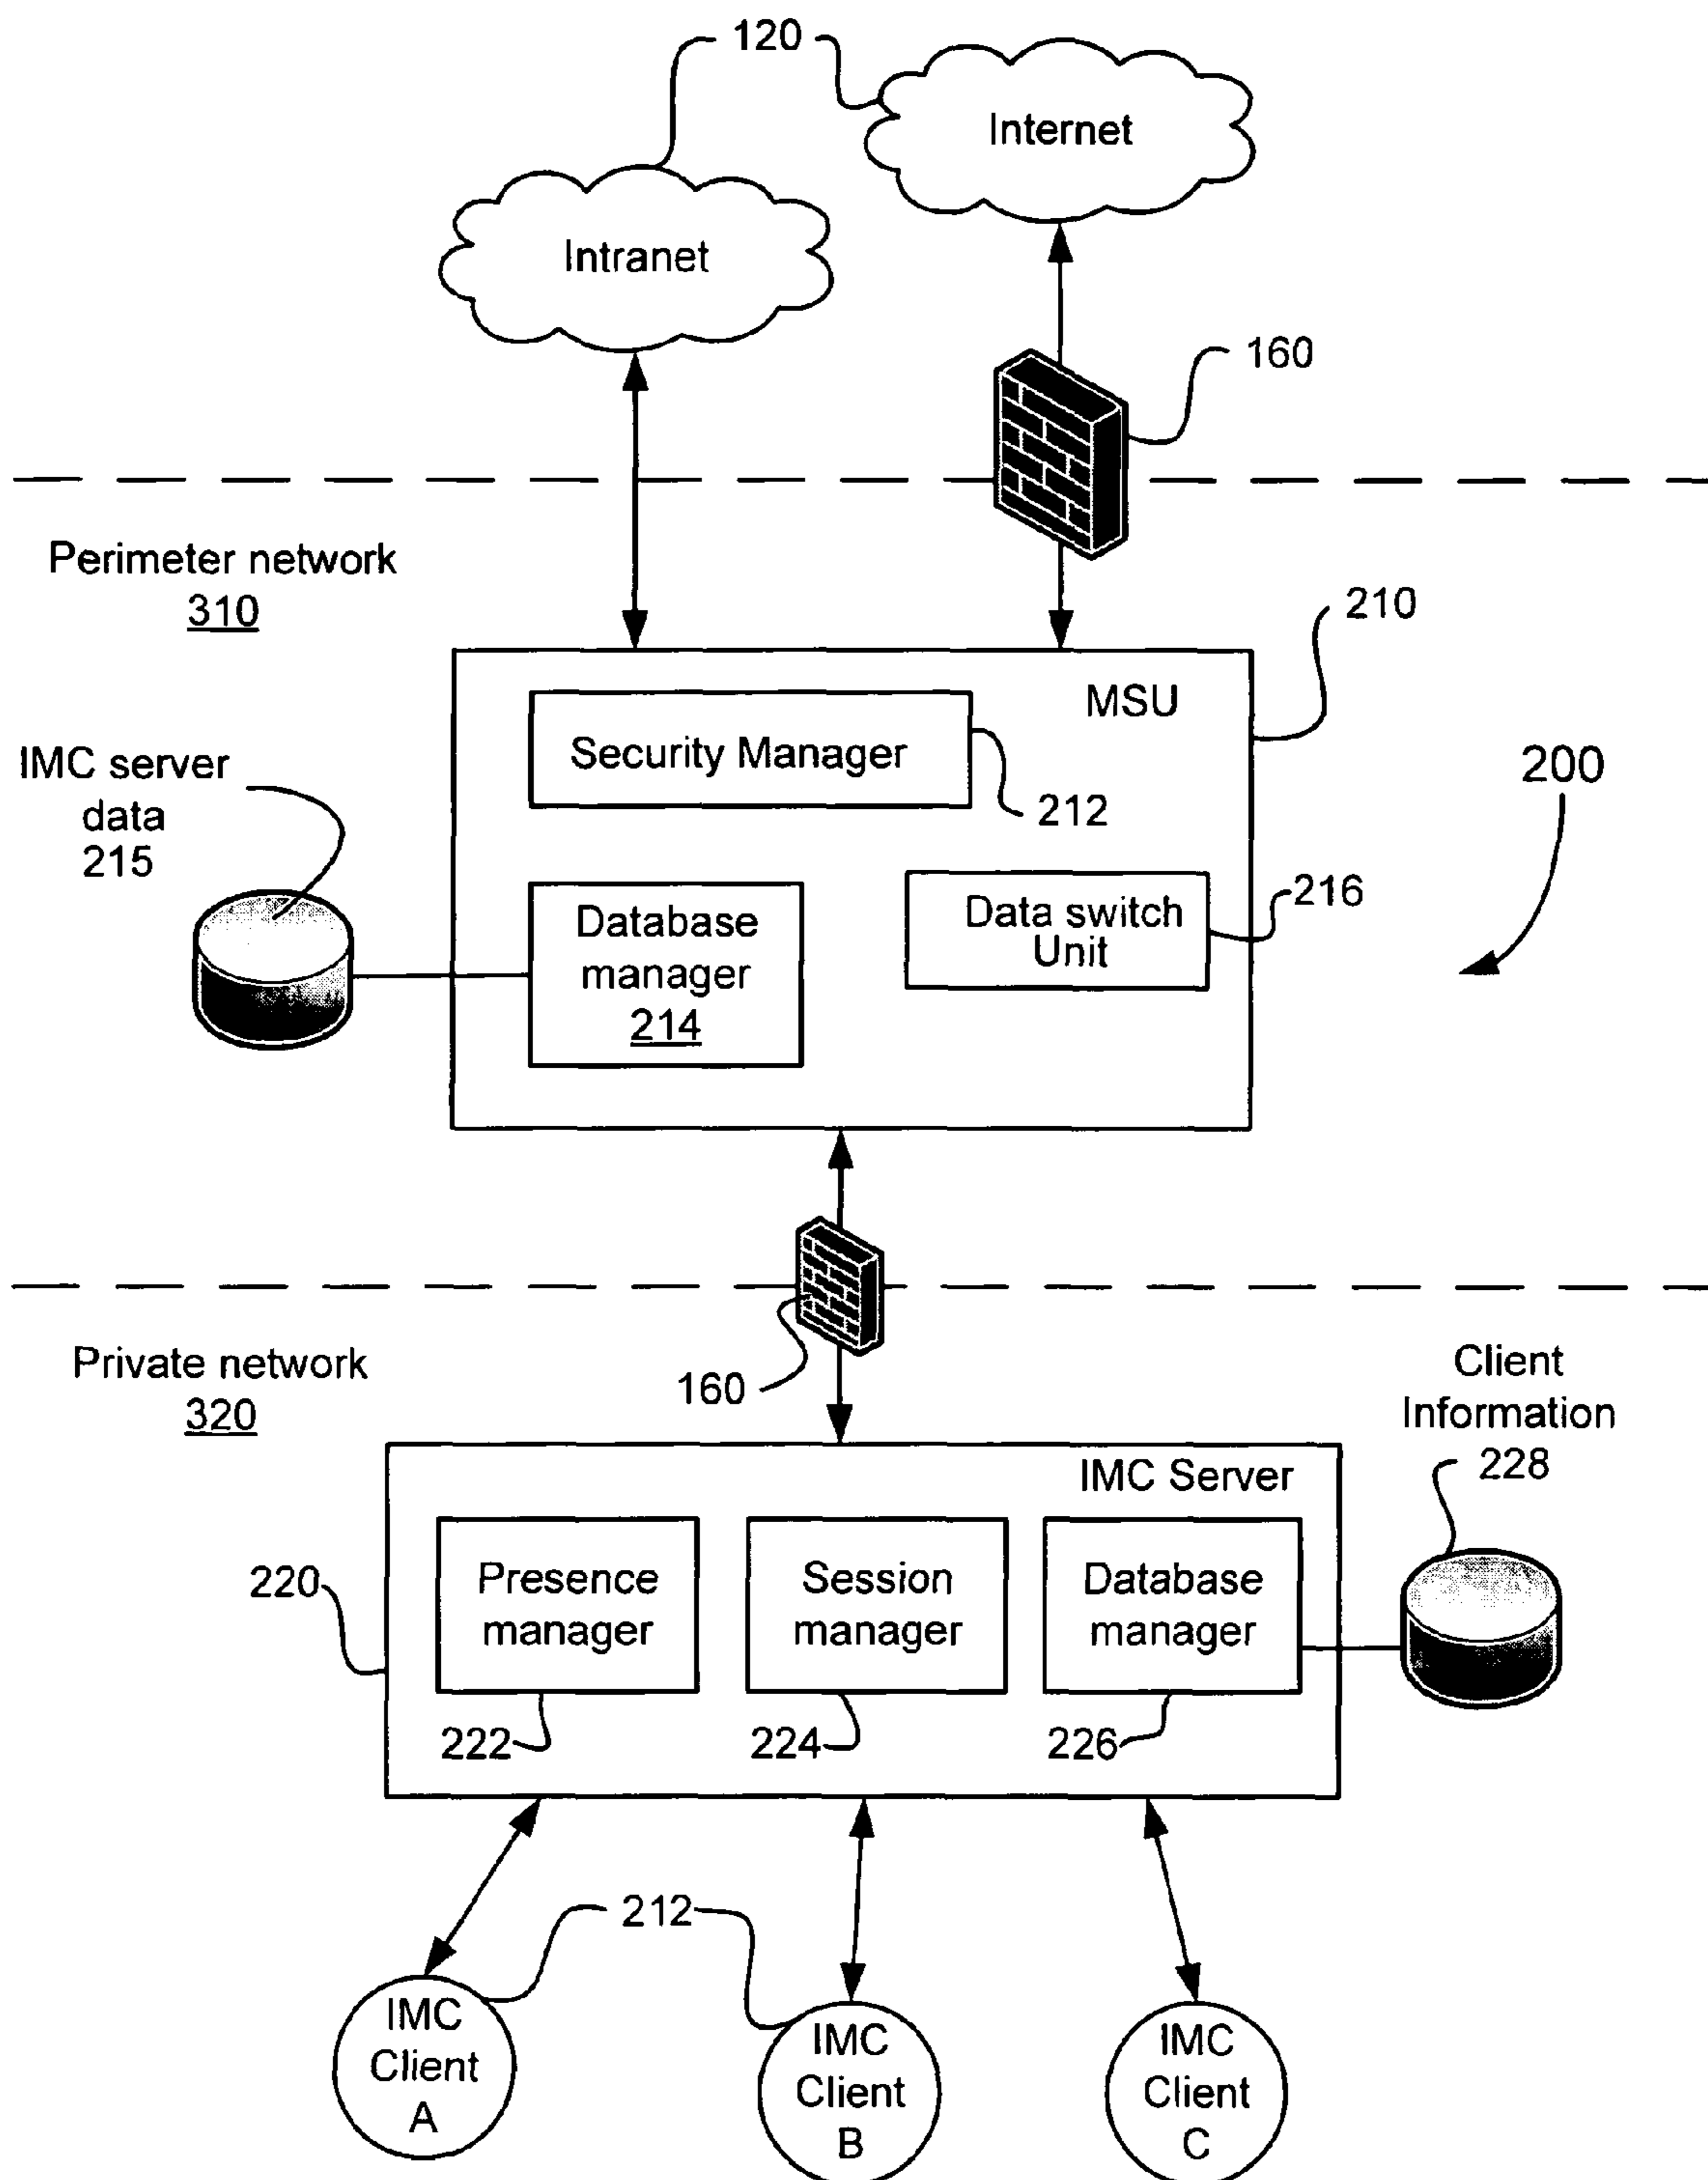 120
Internet
Intranet
160
Perimeter network
310
210
MSU
Security Manager
212
IMC server
data
215
200
Database
manager
214
Data switch
Unit
216
Private network
320
160
Client
Information
228
IMC Server
220
Presence
manager
Session
manager
Database
manager
222
224
226
212
IMC
Client
A
IMC
Client
B
IMC
Client
C